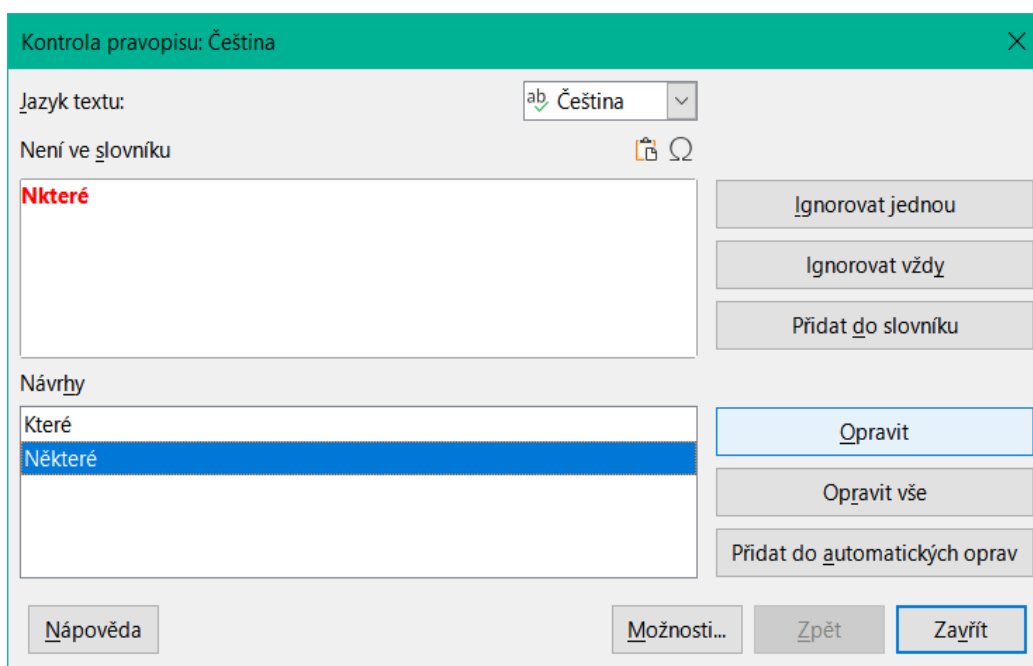 Kontrola pravopisu: Čeština
Jazyk textu:
Čeština
Není ve slovníku
Nkteré
Ignorovat jednou
Ignorovat vždy
Přidat do slovníku
Návrhy
Které
Některé
Opravit
Opravit vše
Přidat do automatických oprav
Nápověda
Možnosti...
Zpět
Zavřít